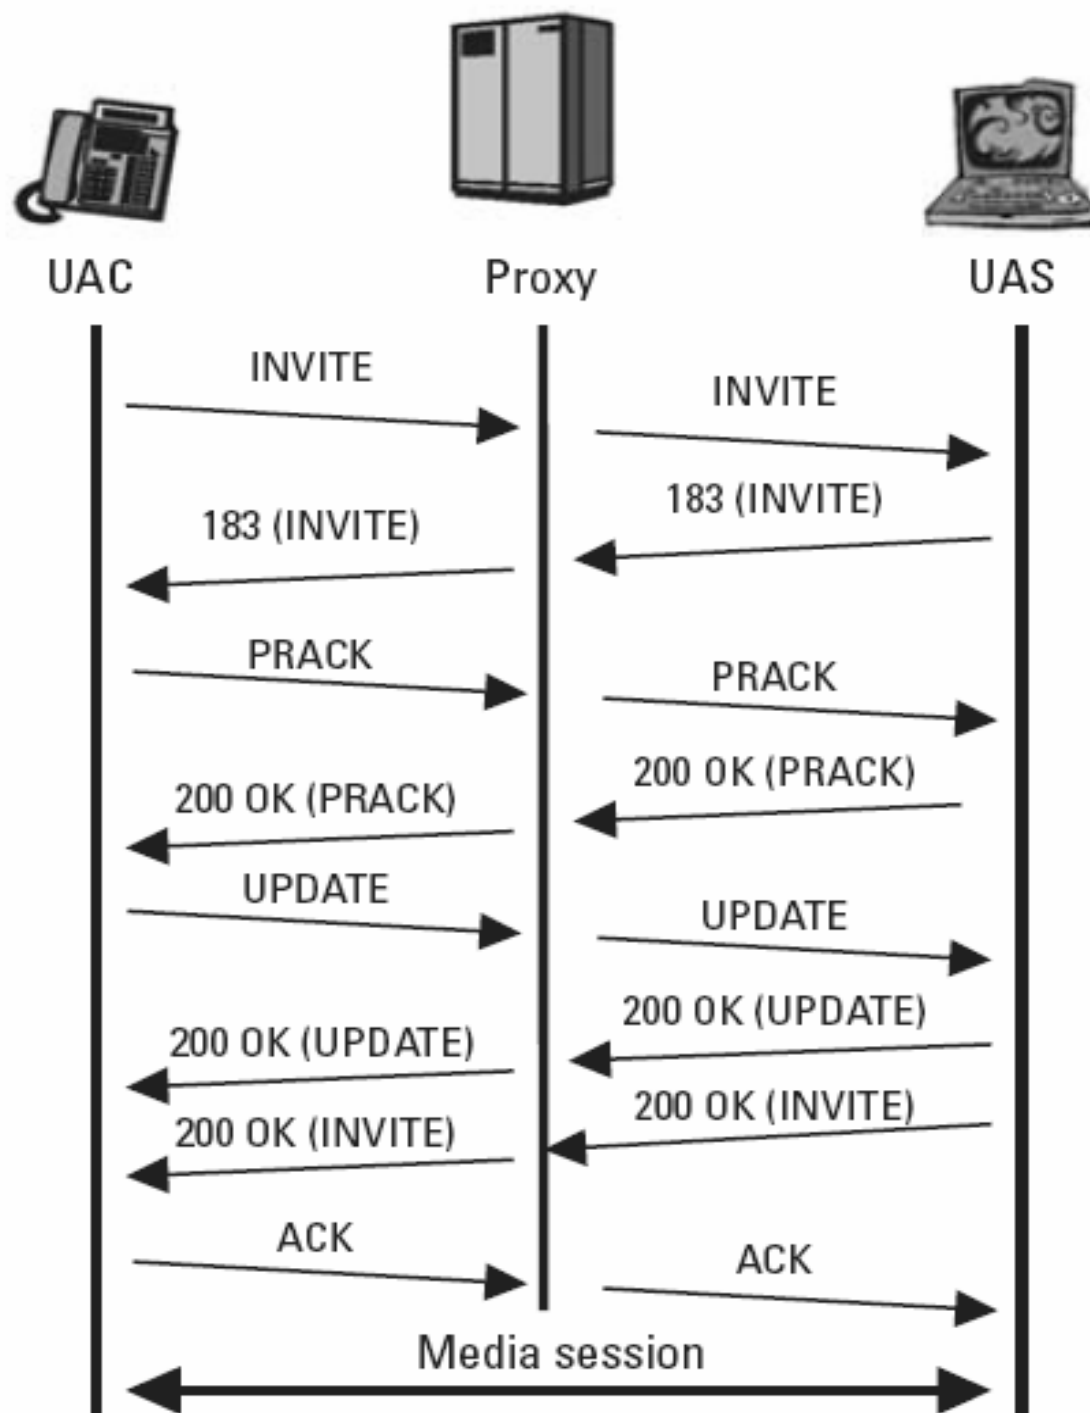 UAC
Proxy
UAS
INVITE
INVITE
183 (INVITE)
183 (INVITE)
PRACK
PRACK
200 OK (PRACK)
200 OK (PRACK)
UPDATE
UPDATE
200 OK (UPDATE)
200 OK (UPDATE)
200 OK (INVITE)
200 OK (INVITE)
ACK
ACK
Media session